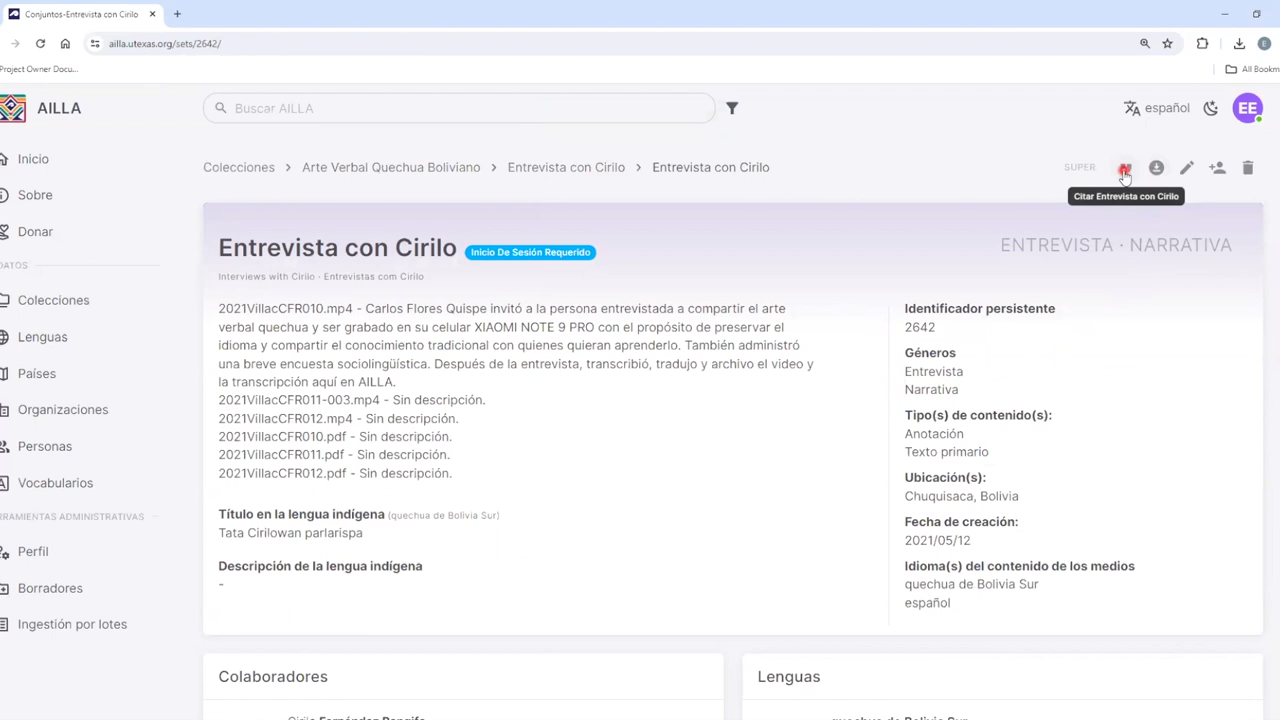 Conjuntos-Entrevista con Cirilo
ailla.utexas.org/sets/2642/
Project Owner Docu...
All Bookm
AILLA
Buscar AILLA
español
EE
Inicio
Sobre
Donar
DATOS
Colecciones
Lenguas
Países
Organizaciones
Personas
Vocabularios
RRAMIENTAS ADMINISTRATIVAS
Perfil
Borradores
Ingestión por lotes
Colecciones > Arte Verbal Quechua Boliviano > Entrevista con Cirilo > Entrevista con Cirilo
SUPER
Citar Entrevista con Cirilo
Entrevista con Cirilo Inicio De Sesión Requerido
ENTREVISTA · NARRATIVA
Interviews with Cirilo · Entrevistas com Cirilo
2021VillacCFR010.mp4 - Carlos Flores Quispe invitó a la persona entrevistada a compartir el arte
verbal quechua y ser grabado en su celular XIAOMI NOTE 9 PRO con el propósito de preservar el
idioma y compartir el conocimiento tradicional con quienes quieran aprenderlo. También administró
una breve encuesta sociolingüística. Después de la entrevista, transcribió, tradujo y archivo el video y
la transcripción aquí en AILLA.
2021VillacCFR011-003.mp4 - Sin descripción.
2021VillacCFR012.mp4 - Sin descripción.
2021VillacCFR010.pdf - Sin descripción.
2021VillacCFR011.pdf - Sin descripción.
2021VillacCFR012.pdf - Sin descripción.
Título en la lengua indígena (quechua de Bolivia Sur)
Tata Cirilowan parlarispa
Descripción de la lengua indígena
-
Identificador persistente
2642
Géneros
Entrevista
Narrativa
Tipo(s) de contenido(s):
Anotación
Texto primario
Ubicación(s):
Chuquisaca, Bolivia
Fecha de creación:
2021/05/12
Idioma(s) del contenido de los medios
quechua de Bolivia Sur
español
Colaboradores
Cirilo Fernández Rengifo
Lenguas
quechua de Bolivia Sur